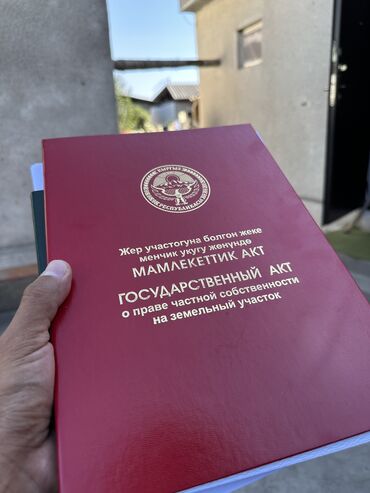 Жер участогуна болгон жеке
менчик укугу жөнүндө
МАМЛЕКЕТТИК АКТ
ГОСУДАРСТВЕННЫЙ АКТ
о праве частной собственности
на земельный участок